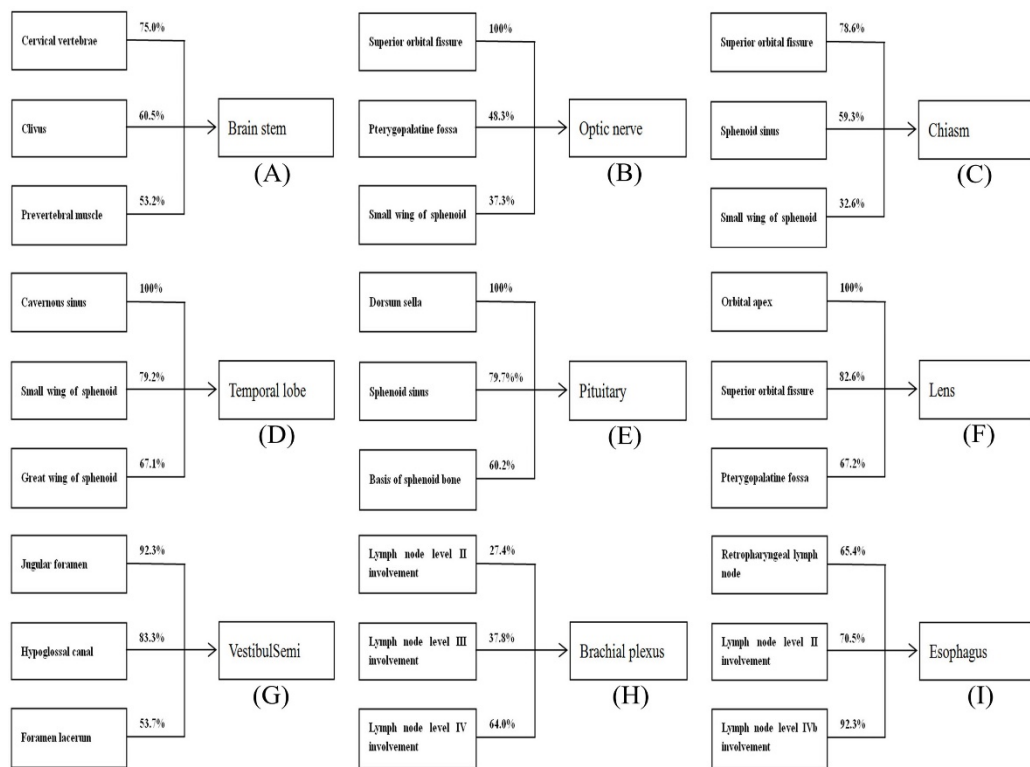 Cervical vertebrae
75.0%
Clivus
60.5%
Prevertebral muscle
53.2%
Brain stem
(A)
Superior orbital fissure
100%
Pterygopalatine fossa
48.3%
Small wing of sphenoid
37.3%
Optic nerve
(B)
Superior orbital fissure
78.6%
Sphenoid sinus
59.3%
Small wing of sphenoid
32.6%
Chiasm
(C)
Cavernous sinus
100%
Small wing of sphenoid
79.2%
Great wing of sphenoid
67.1%
Temporal lobe
(D)
Dorsum sella
100%
Sphenoid sinus
79.7%%
Basis of sphenoid bone
60.2%
Pituitary
(E)
Orbital apex
100%
Superior orbital fissure
82.6%
Pterygopalatine fossa
67.2%
Lens
(F)
Jugular foramen
92.3%
Hypoglossal canal
83.3%
Foramen lacerum
53.7%
VestibulSemi
(G)
Lymph node level II
involvement
27.4%
Lymph node level III
involvement
37.8%
Lymph node level IV
involvement
64.0%
Brachial plexus
(H)
Retropharyngeal lymph
node
65.4%
Lymph node level II
involvement
70.5%
Lymph node level IVb
involvement
92.3%
Esophagus
(I)